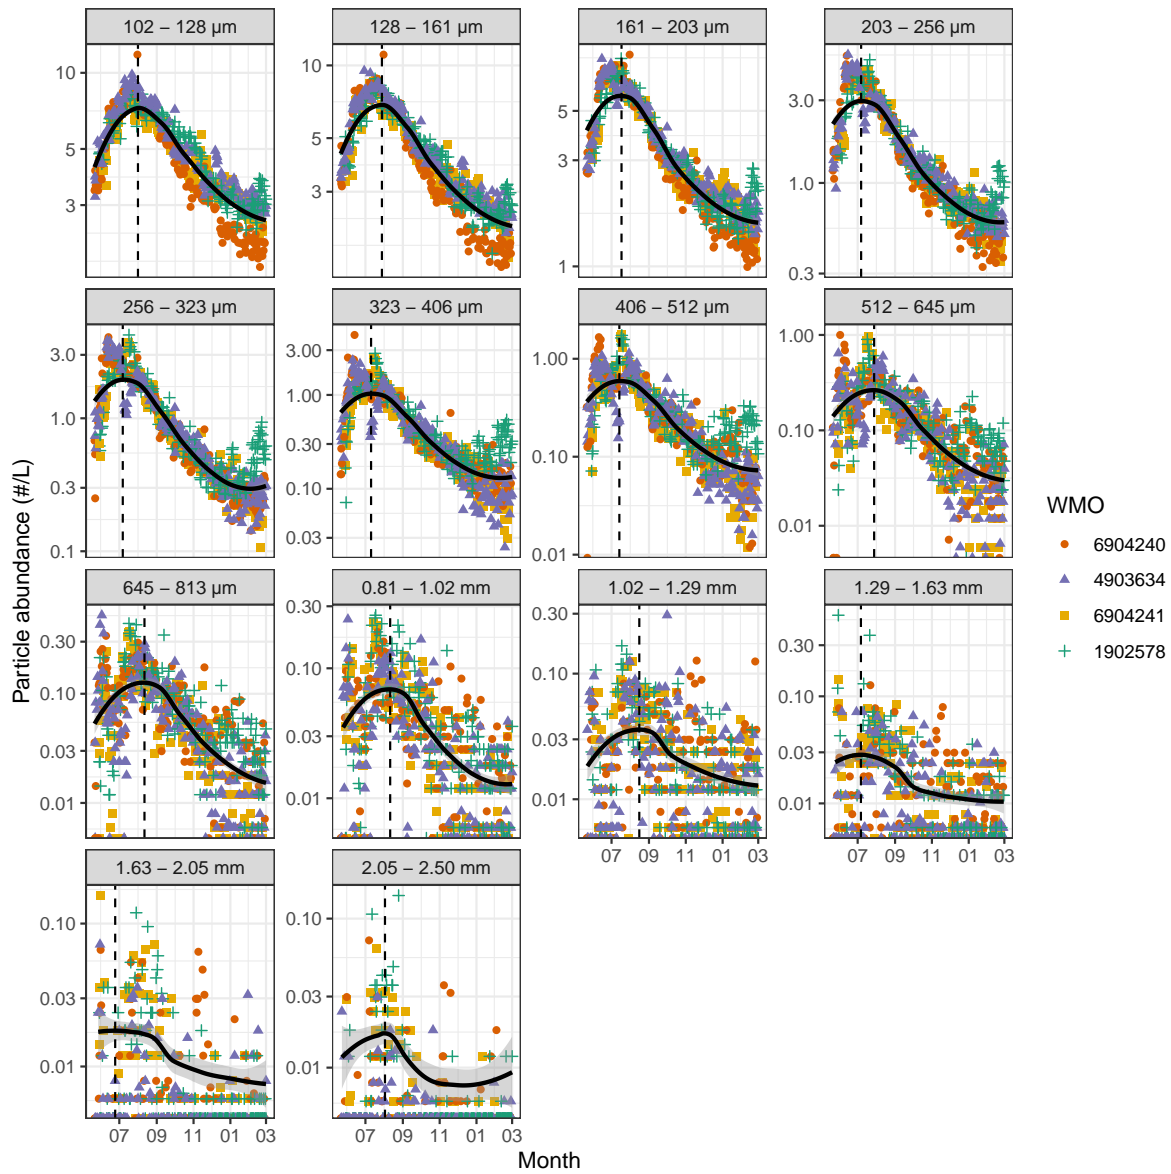 102 − 128 µm
128 − 161 µm
161 − 203 µm
203 − 256 µm
10
5
3
10
5
3
5
3
1
3.0
1.0
0.3
256 − 323 µm
323 − 406 µm
406 − 512 µm
512 − 645 µm
3.0
1.0
0.3
0.1
3.00
1.00
0.30
0.10
0.03
1.00
0.10
0.01
1.00
0.10
0.01
645 − 813 µm
0.81 − 1.02 mm
1.02 − 1.29 mm
1.29 − 1.63 mm
0.30
0.10
0.03
0.01
0.30
0.10
0.03
0.01
0.30
0.10
0.03
0.01
0.30
0.10
0.03
0.01
07 09 11 01 03
07 09 11 01 03
1.63 − 2.05 mm
2.05 − 2.50 mm
0.10
0.03
0.01
0.10
0.03
0.01
07 09 11 01 03
07 09 11 01 03
Month
Particle abundance (#/L)
WMO
6904240
4903634
6904241
1902578